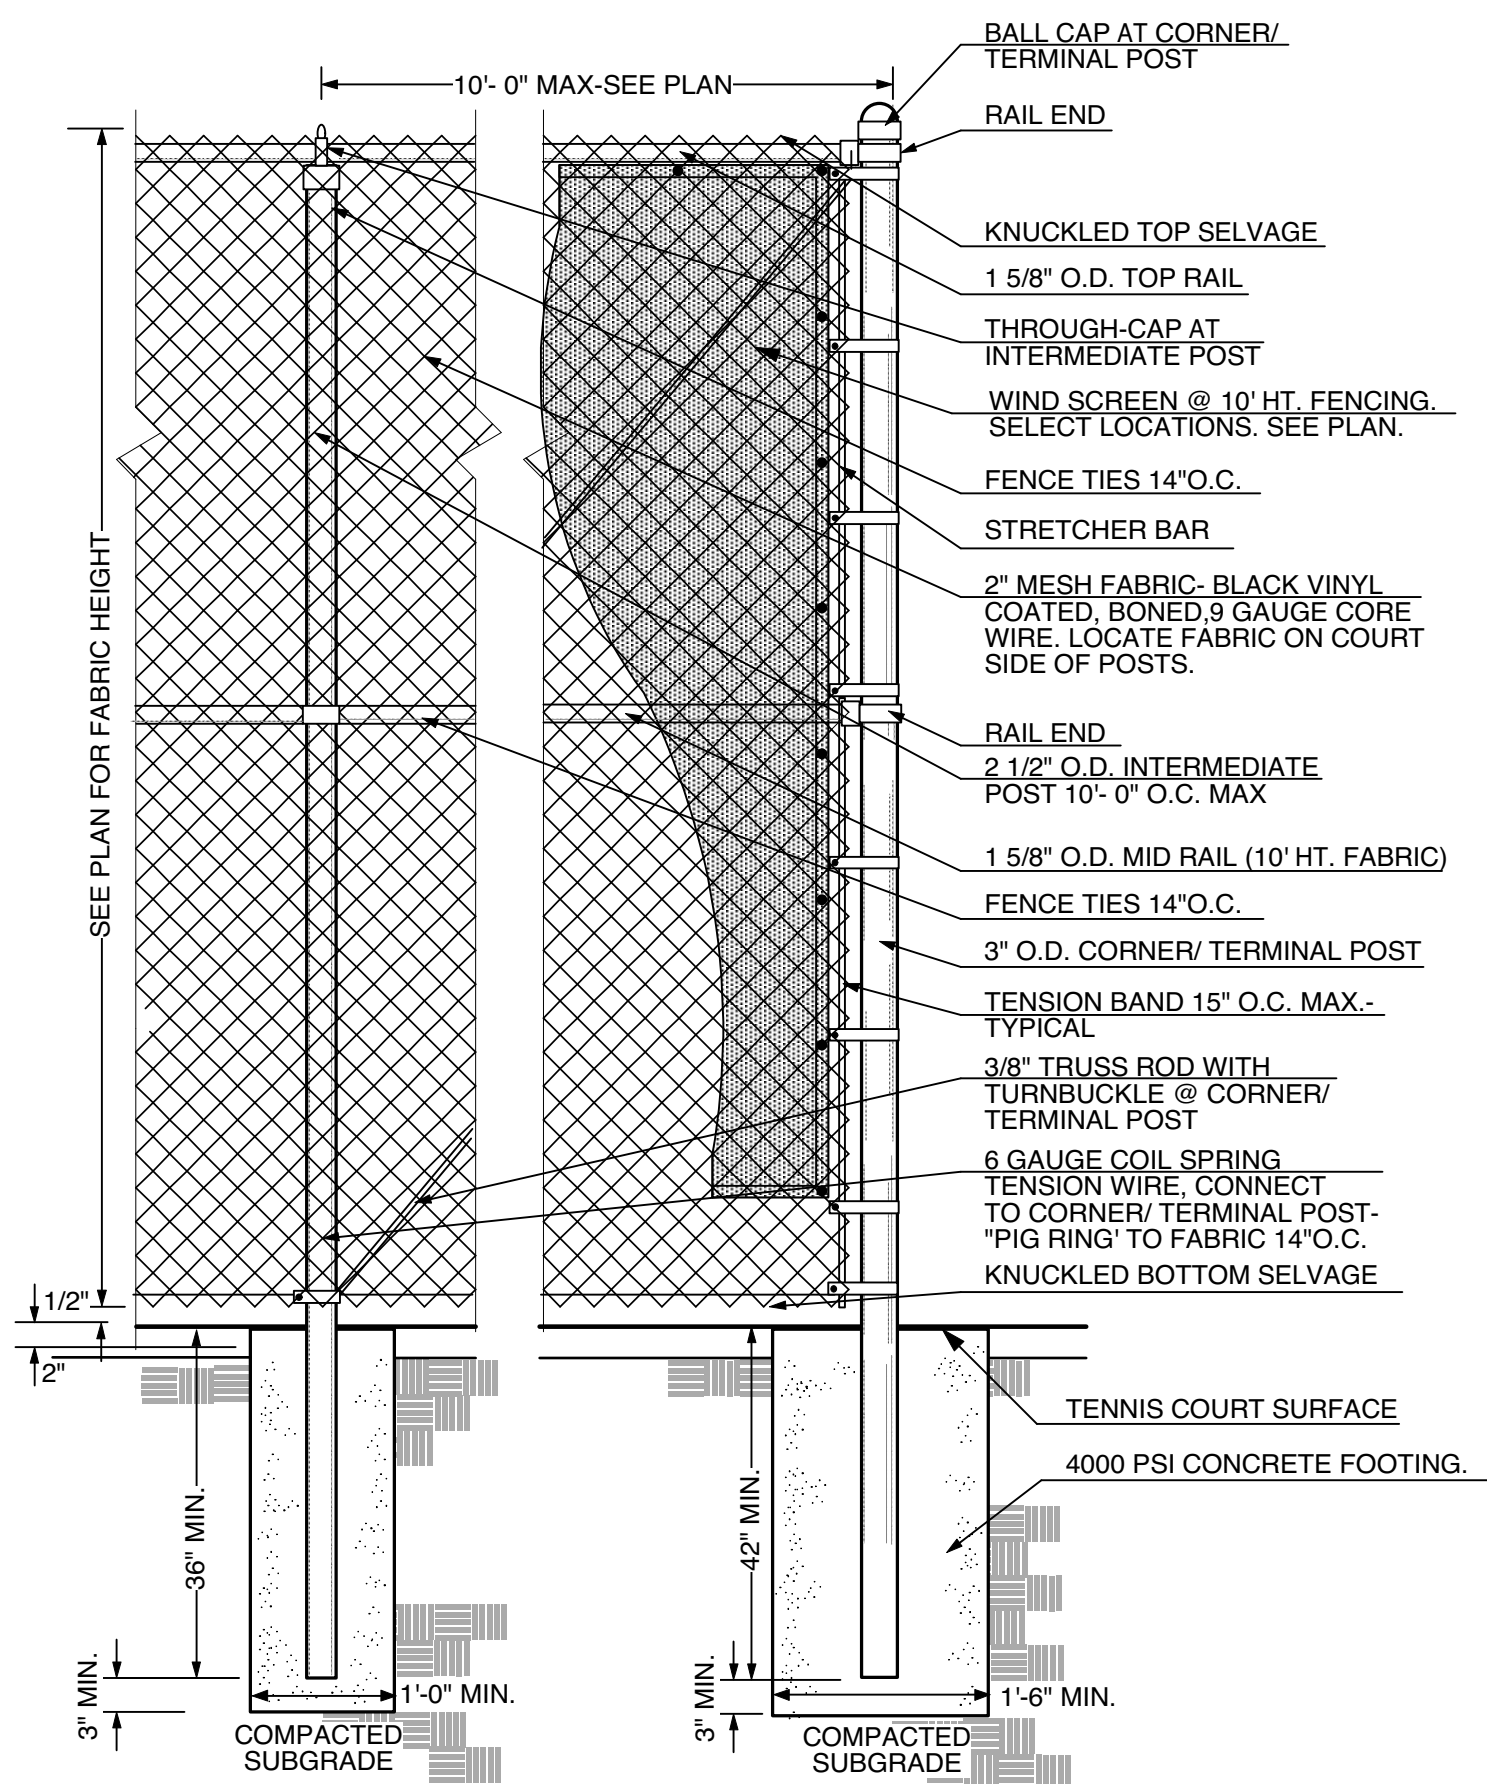 BALL CAP AT CORNER/
TERMINAL POST
10'- 0" MAX-SEE PLAN
RAIL END
KNUCKLED TOP SELVAGE
1 5/8" O.D. TOP RAIL
THROUGH-CAP AT
INTERMEDIATE POST
WIND SCREEN @ 10' HT. FENCING.
SELECT LOCATIONS. SEE PLAN.
FENCE TIES 14"O.C.
STRETCHER BAR
2" MESH FABRIC- BLACK VINYL
COATED, BONED,9 GAUGE CORE
WIRE. LOCATE FABRIC ON COURT
SIDE OF POSTS.
SEE PLAN FOR FABRIC HEIGHT
RAIL END
2 1/2" O.D. INTERMEDIATE
POST 10'- 0" O.C. MAX
1 5/8" O.D. MID RAIL (10' HT. FABRIC)
FENCE TIES 14"O.C.
3" O.D. CORNER/ TERMINAL POST
TENSION BAND 15" O.C. MAX.-
TYPICAL
3/8" TRUSS ROD WITH
TURNBUCKLE @ CORNER/
TERMINAL POST
6 GAUGE COIL SPRING
TENSION WIRE, CONNECT
TO CORNER/ TERMINAL POST-
"PIG RING' TO FABRIC 14"O.C.
KNUCKLED BOTTOM SELVAGE
1/2"
2"
TENNIS COURT SURFACE
4000 PSI CONCRETE FOOTING.
36" MIN.
42" MIN.
3" MIN.
1'-0" MIN.
3" MIN.
1'-6" MIN.
COMPACTED
SUBGRADE
COMPACTED
SUBGRADE